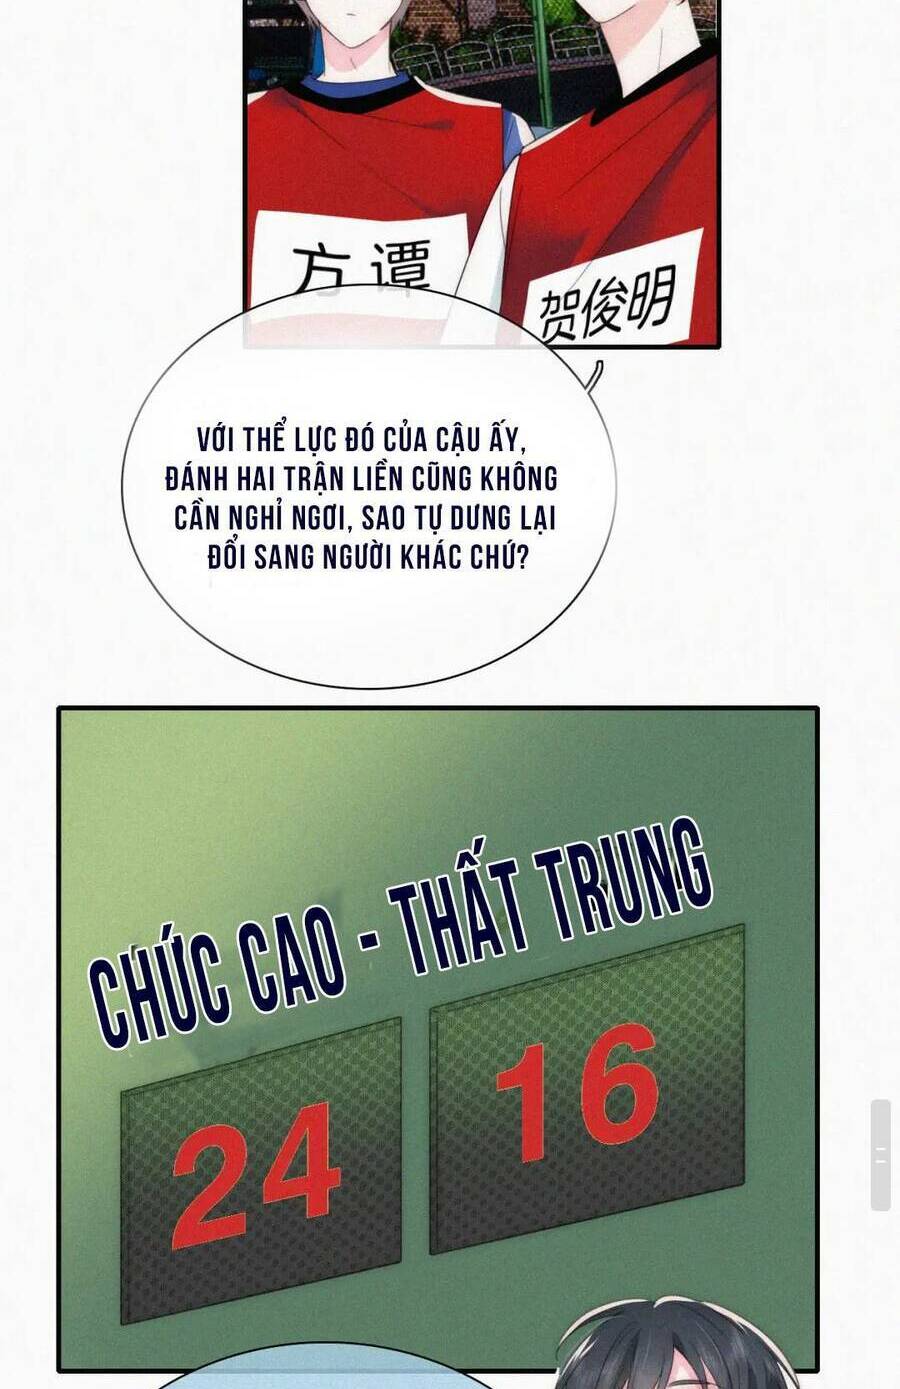 方谭
贺俊明
VỚI THỂ LỰC ĐÓ CỦA CẬU ẤY,
ĐÁNH HAI TRẬN LIỀN CŨNG KHÔNG
CẦN NGHỈ NGƠI, SAO TỰ DƯNG LẠI
ĐỔI SANG NGƯỜI KHÁC CHỨ?
CHỨC CAO - THẤT TRUNG
24 16